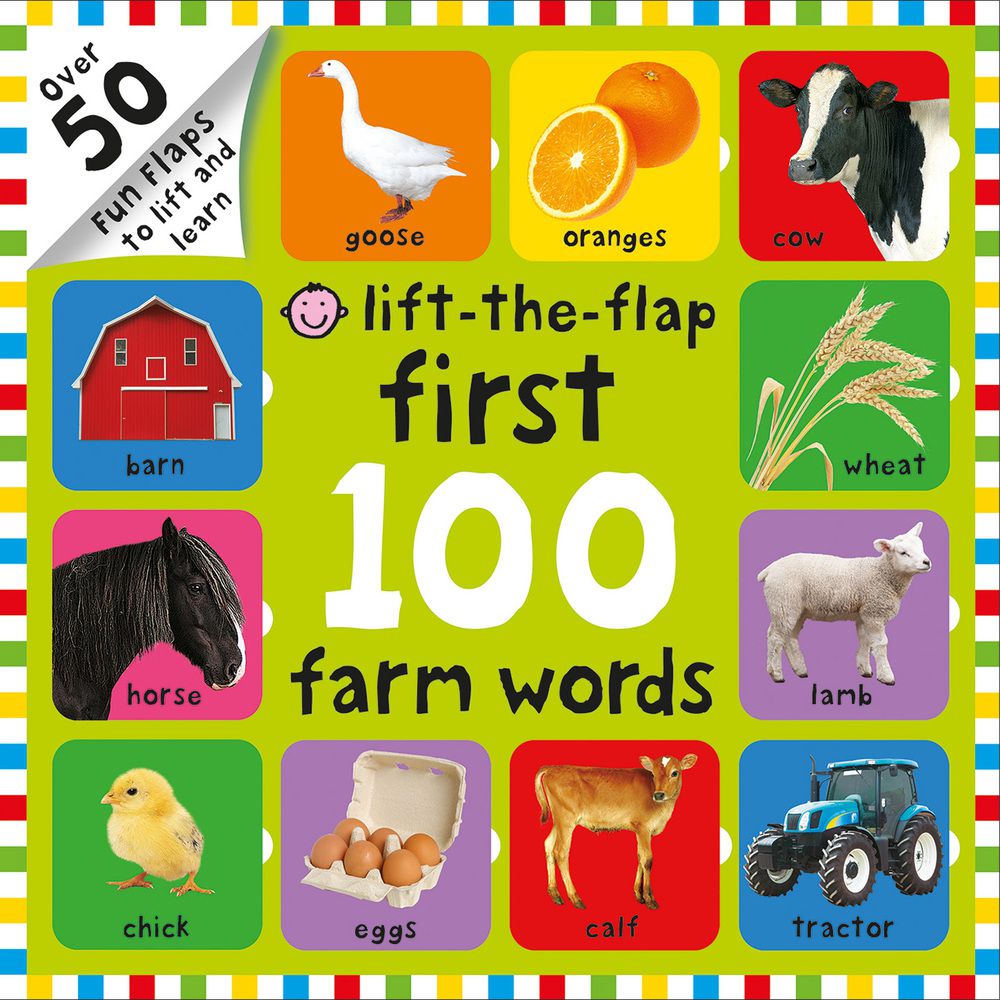 Over
50
Fun Flaps
to lift and
learn
goose
oranges
cow
lift-the-flap
first
100
farm words
barn
wheat
horse
lamb
chick
eggs
calf
tractor